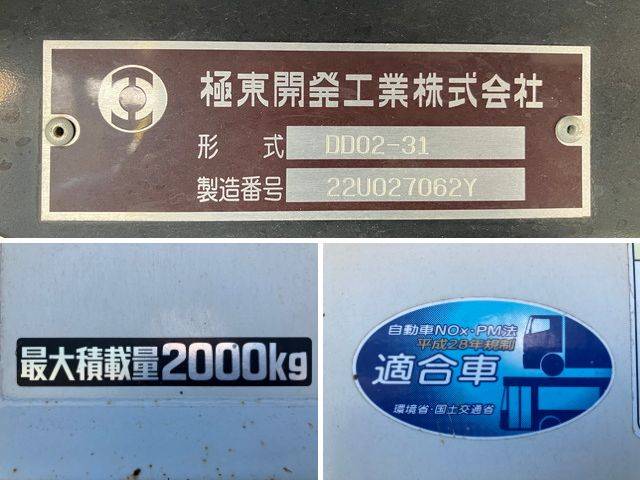 極東開発工業株式会社
形 式 DD02-31
製造番号 22U027062Y
最大積載量2000kg
自動車NOx・PM法
平成28年規制
適合車
環境省・国土交通省